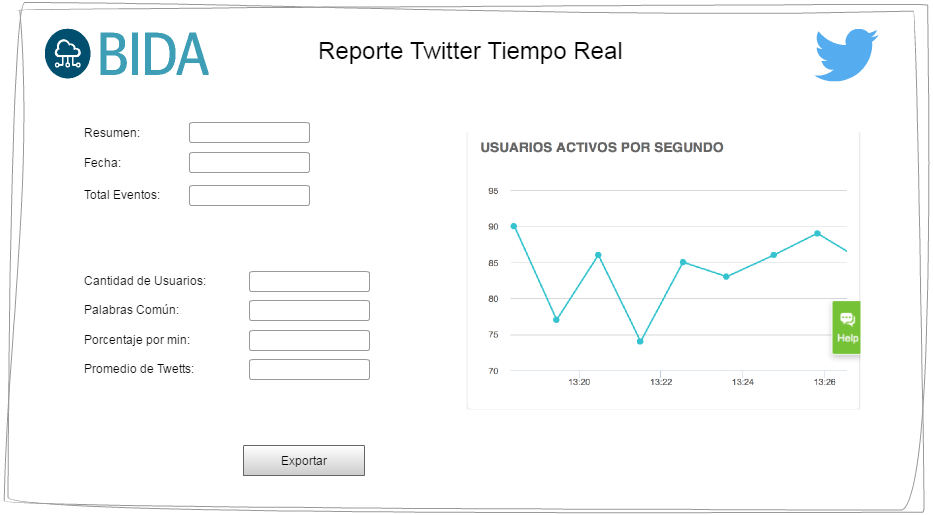 BIDA
Reporte Twitter Tiempo Real
Resumen:
Fecha:
Total Eventos:
Cantidad de Usuarios:
Palabras Común:
Porcentaje por min:
Promedio de Twetts:
Exportar
USUARIOS ACTIVOS POR SEGUNDO
95
90
85
80
75
70
13:20 13:22 13:24 13:26
Help